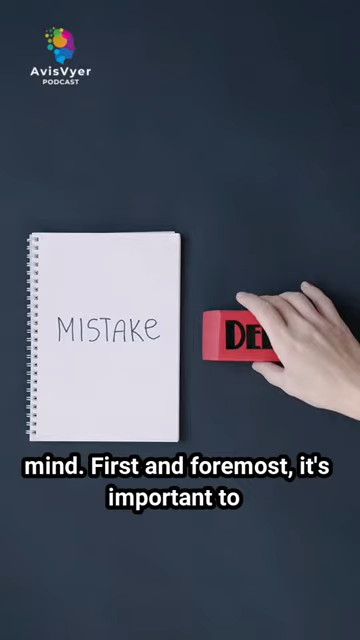 AvisVyer
PODCAST
MISTAKE
mind. First and foremost, it's
important to